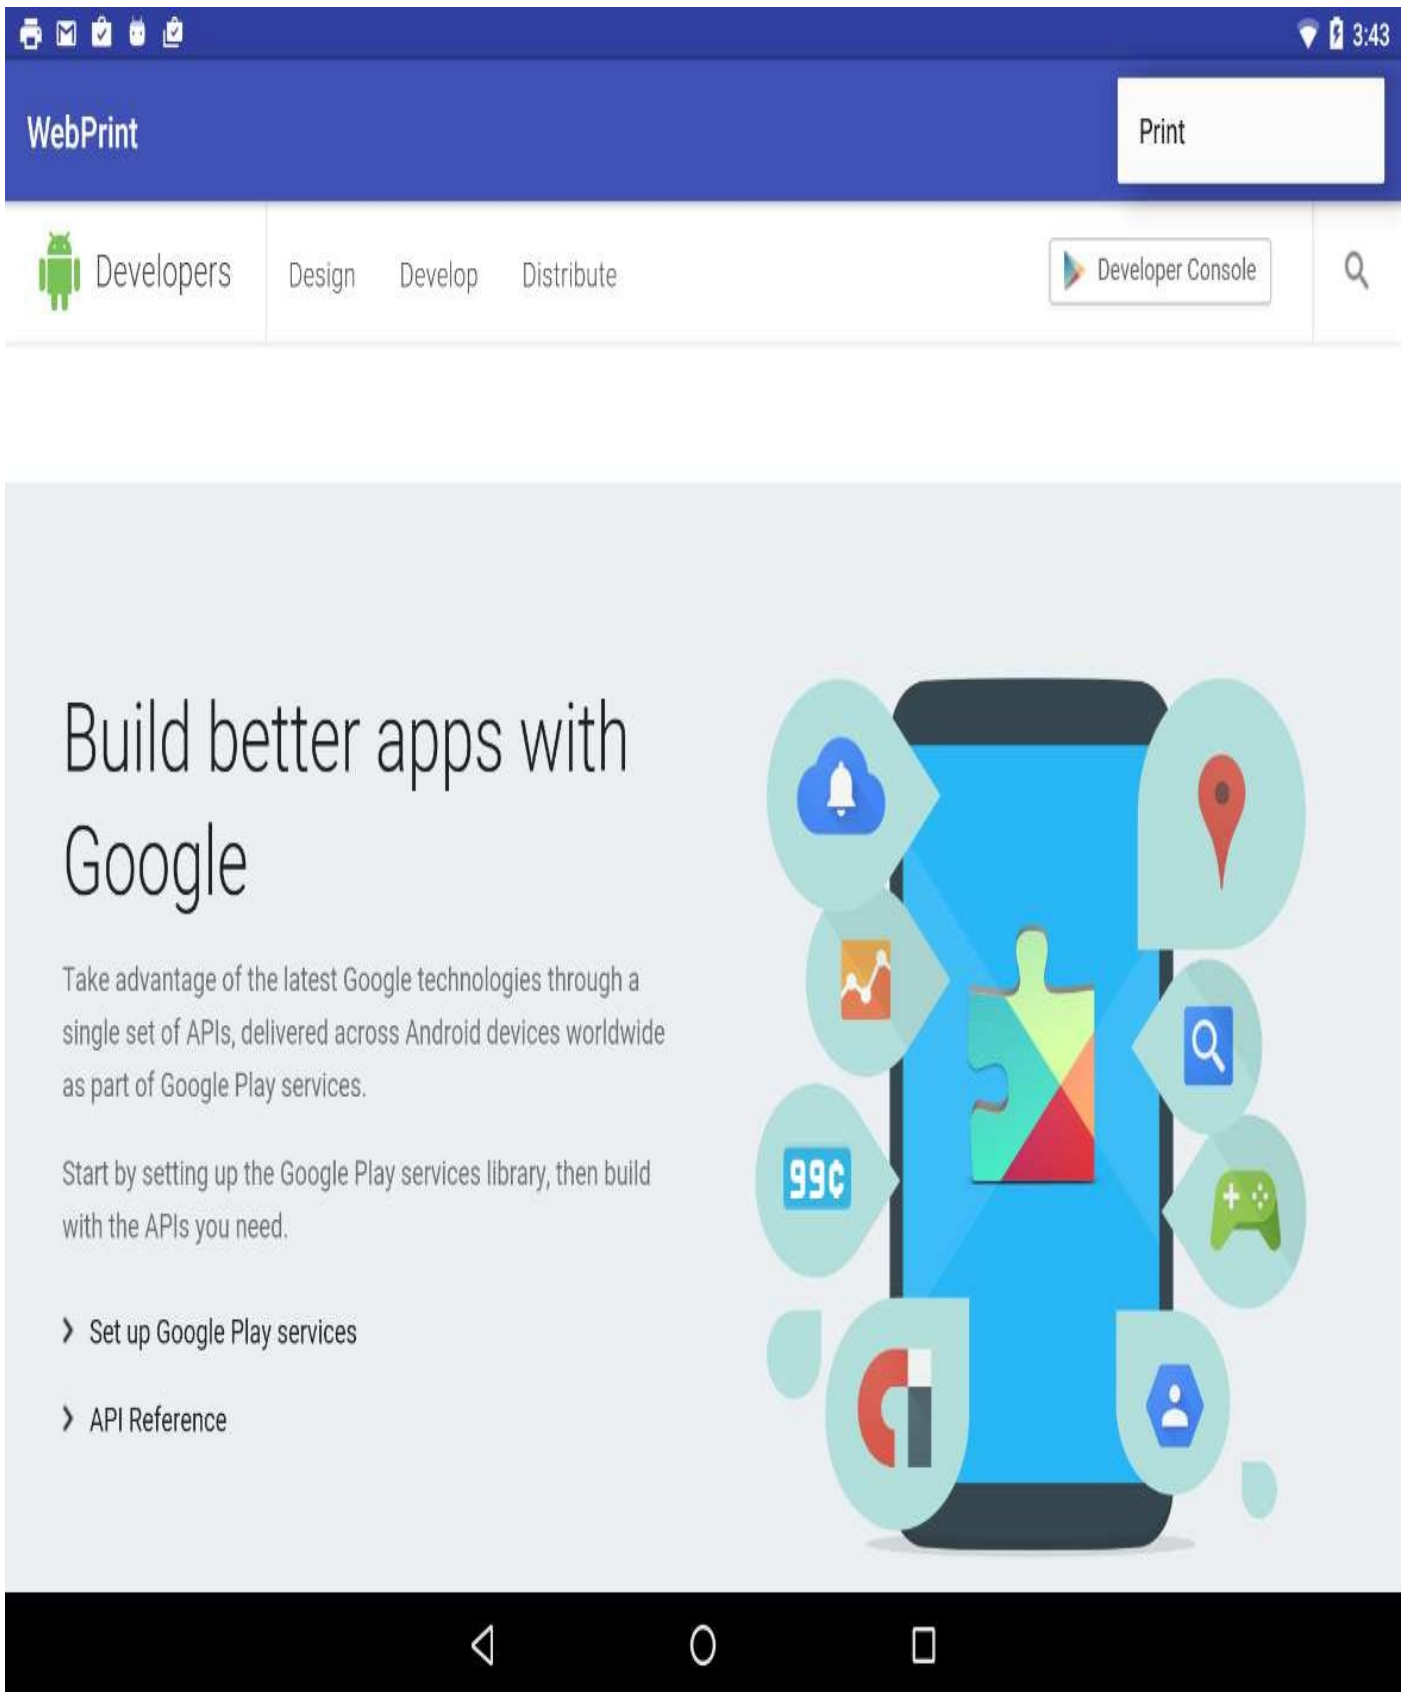 3:43
WebPrint
Print
Developers
Design
Develop
Distribute
Developer Console
Build better apps with
Google
Take advantage of the latest Google technologies through a
single set of APIs, delivered across Android devices worldwide
as part of Google Play services.
Start by setting up the Google Play services library, then build
with the APIs you need.
Set up Google Play services
API Reference
99¢